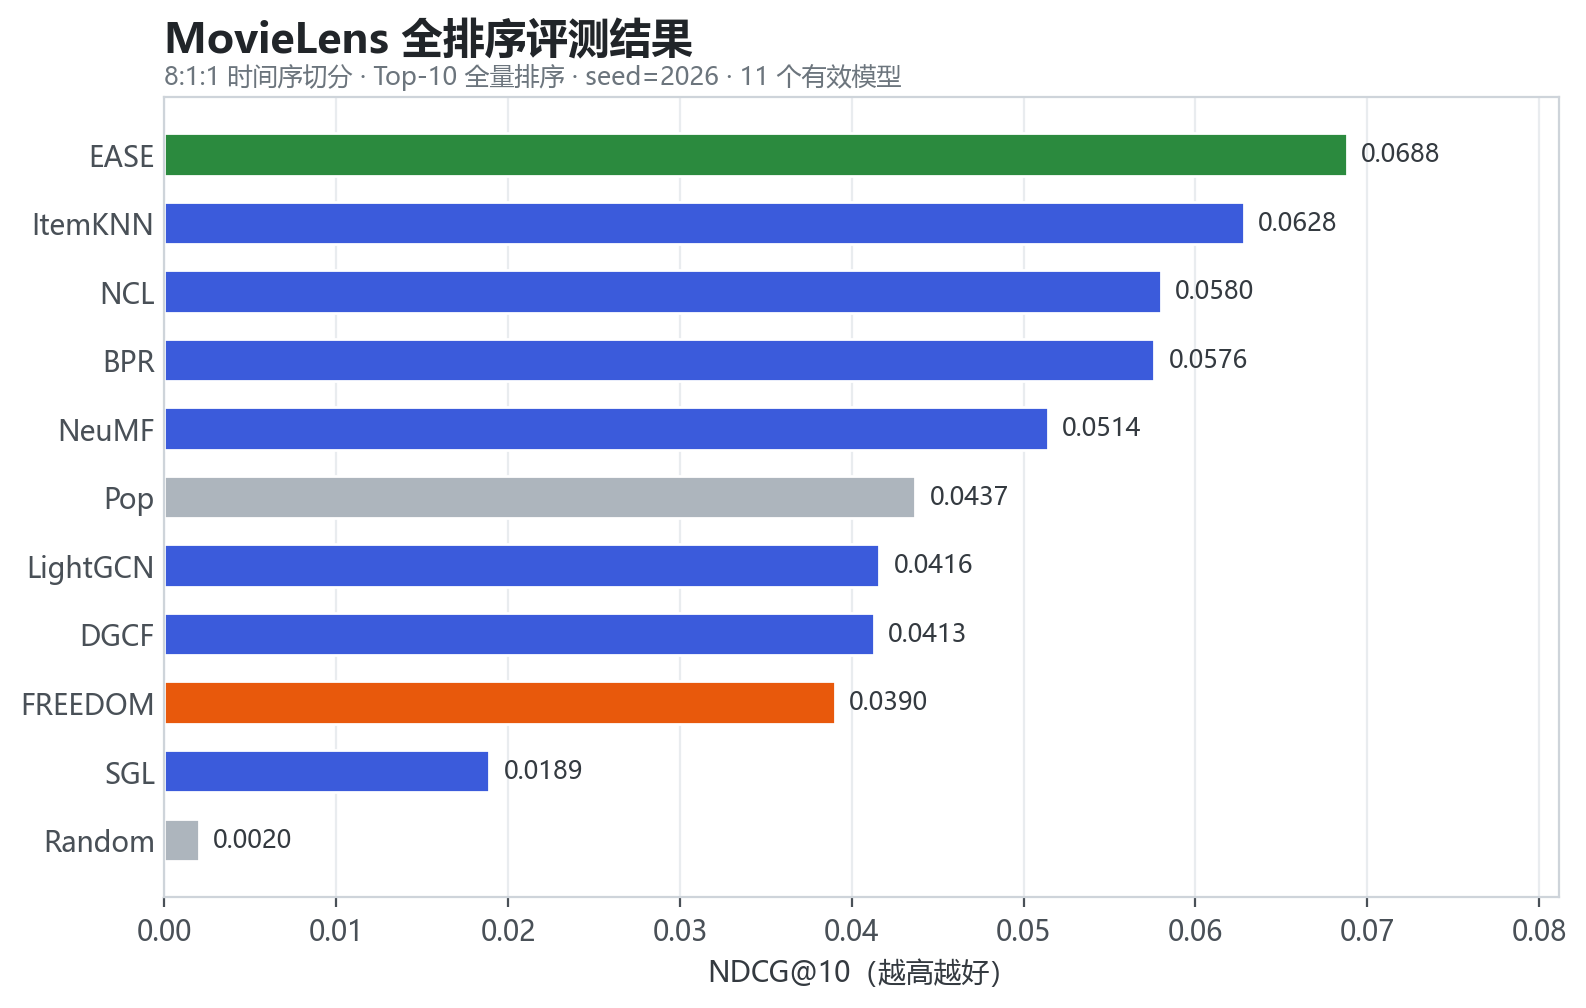 MovieLens 全排序评测结果
8:1:1 时间序切分 · Top-10 全量排序 · seed=2026 · 11 个有效模型
EASE 0.0688
ItemKNN 0.0628
NCL 0.0580
BPR 0.0576
NeuMF 0.0514
Pop 0.0437
LightGCN 0.0416
DGCF 0.0413
FREEDOM 0.0390
SGL 0.0189
Random 0.0020
0.00 0.01 0.02 0.03 0.04 0.05 0.06 0.07 0.08
NDCG@10（越高越好）